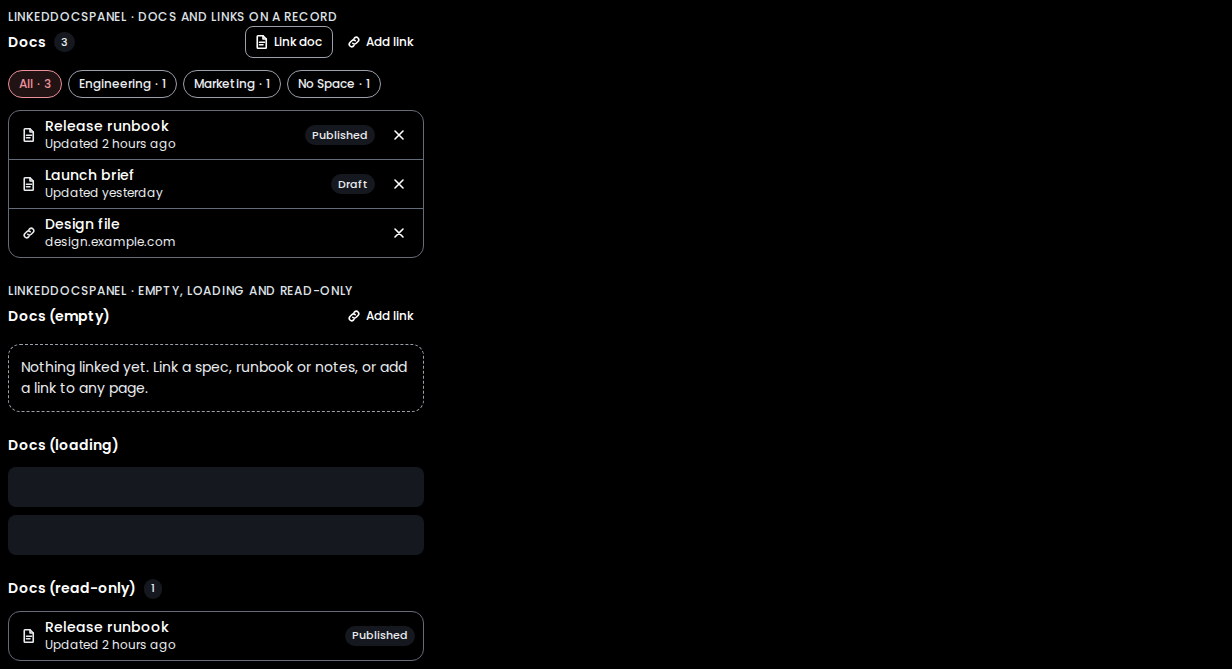 LINKEDDOCSPANEL · DOCS AND LINKS ON A RECORD
Docs 3 Link doc Add link
All · 3 Engineering · 1 Marketing · 1 No Space · 1
Release runbook
Updated 2 hours ago
Published
Launch brief
Updated yesterday
Draft
Design file
design.example.com
LINKEDDOCSPANEL · EMPTY, LOADING AND READ-ONLY
Docs (empty) Add link
Nothing linked yet. Link a spec, runbook or notes, or add
a link to any page.
Docs (loading)
Docs (read-only) 1
Release runbook
Updated 2 hours ago
Published